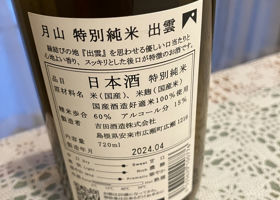 月山 特別純米 出雲
縁結びの地『出雲』を思わせる優しい口当たりと
心地よい香り、スッキリとした後口が特徴のお酒です。
品目 日本酒 特別純米
原材料名 米(国産)、米麹(国産米)
国産酒造好適米100%使用
精米歩合 60% アルコール分 15%
製造者 吉田酒造株式会社
島根県安来市広瀬町広瀬 1216
内容量 720ml
製造年月 2024.04